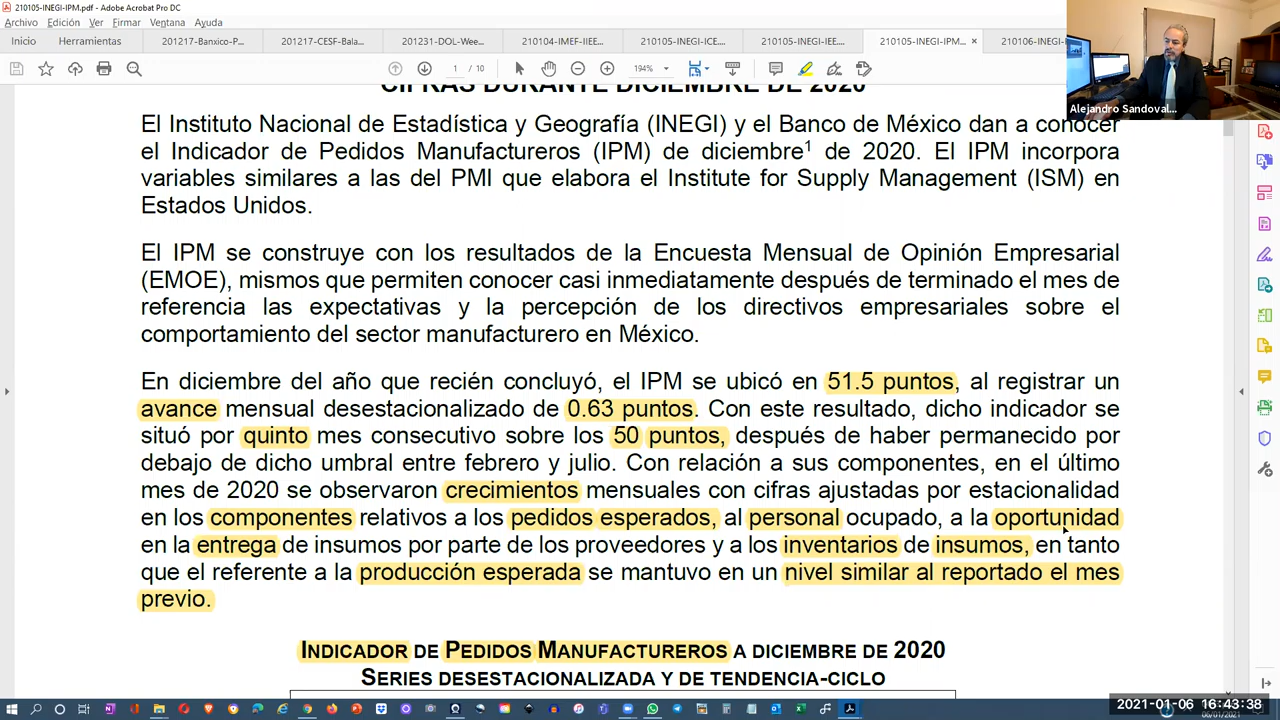 210105-INEGI-IPM.pdf - Adobe Acrobat Pro DC
Archivo Edición Ver Firmar Ventana Ayuda
Inicio Herramientas 201217-Banxico-P... 201217-CESF-Bala... 201231-DOL-Wee... 210104-IMEF-IIEE... 210105-INEGI-ICE... 210105-INEGI-IEE... 210105-INEGI-IPM... × 210106-INEGI-
1 / 10 194%
Alejandro Sandoval...
CIFRAS DURANTE DICIEMBRE DE 2020
El Instituto Nacional de Estadística y Geografía (INEGI) y el Banco de México dan a conocer
el Indicador de Pedidos Manufactureros (IPM) de diciembre¹ de 2020. El IPM incorpora
variables similares a las del PMI que elabora el Institute for Supply Management (ISM) en
Estados Unidos.
El IPM se construye con los resultados de la Encuesta Mensual de Opinión Empresarial
(EMOE), mismos que permiten conocer casi inmediatamente después de terminado el mes de
referencia las expectativas y la percepción de los directivos empresariales sobre el
comportamiento del sector manufacturero en México.
En diciembre del año que recién concluyó, el IPM se ubicó en 51.5 puntos, al registrar un
avance mensual desestacionalizado de 0.63 puntos. Con este resultado, dicho indicador se
situó por quinto mes consecutivo sobre los 50 puntos, después de haber permanecido por
debajo de dicho umbral entre febrero y julio. Con relación a sus componentes, en el último
mes de 2020 se observaron crecimientos mensuales con cifras ajustadas por estacionalidad
en los componentes relativos a los pedidos esperados, al personal ocupado, a la oportunidad
en la entrega de insumos por parte de los proveedores y a los inventarios de insumos, en tanto
que el referente a la producción esperada se mantuvo en un nivel similar al reportado el mes
previo.
INDICADOR DE PEDIDOS MANUFACTUREROS A DICIEMBRE DE 2020
SERIES DESESTACIONALIZADA Y DE TENDENCIA-CICLO
2021-01-06 16:43:38
06/01/2021